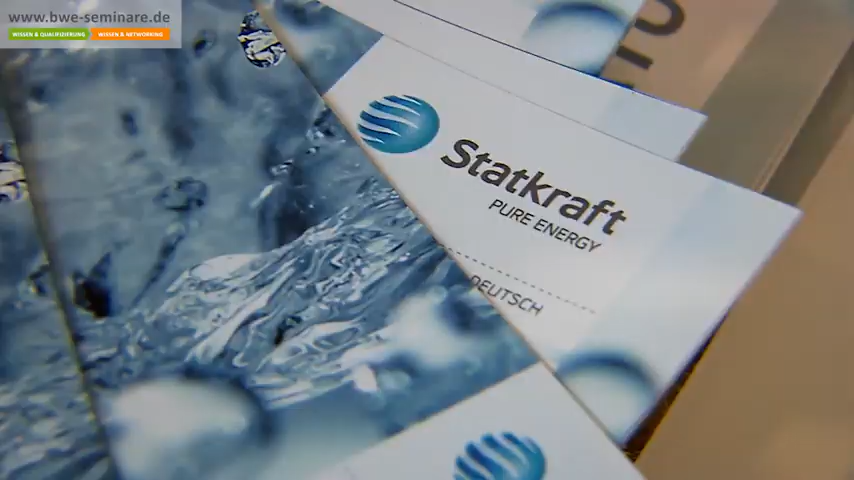 www.bwe-seminare.de
WISSEN & QUALIFIZIERUNG
WISSEN & NETWORKING
Statkraft
PURE ENERGY
DEUTSCH